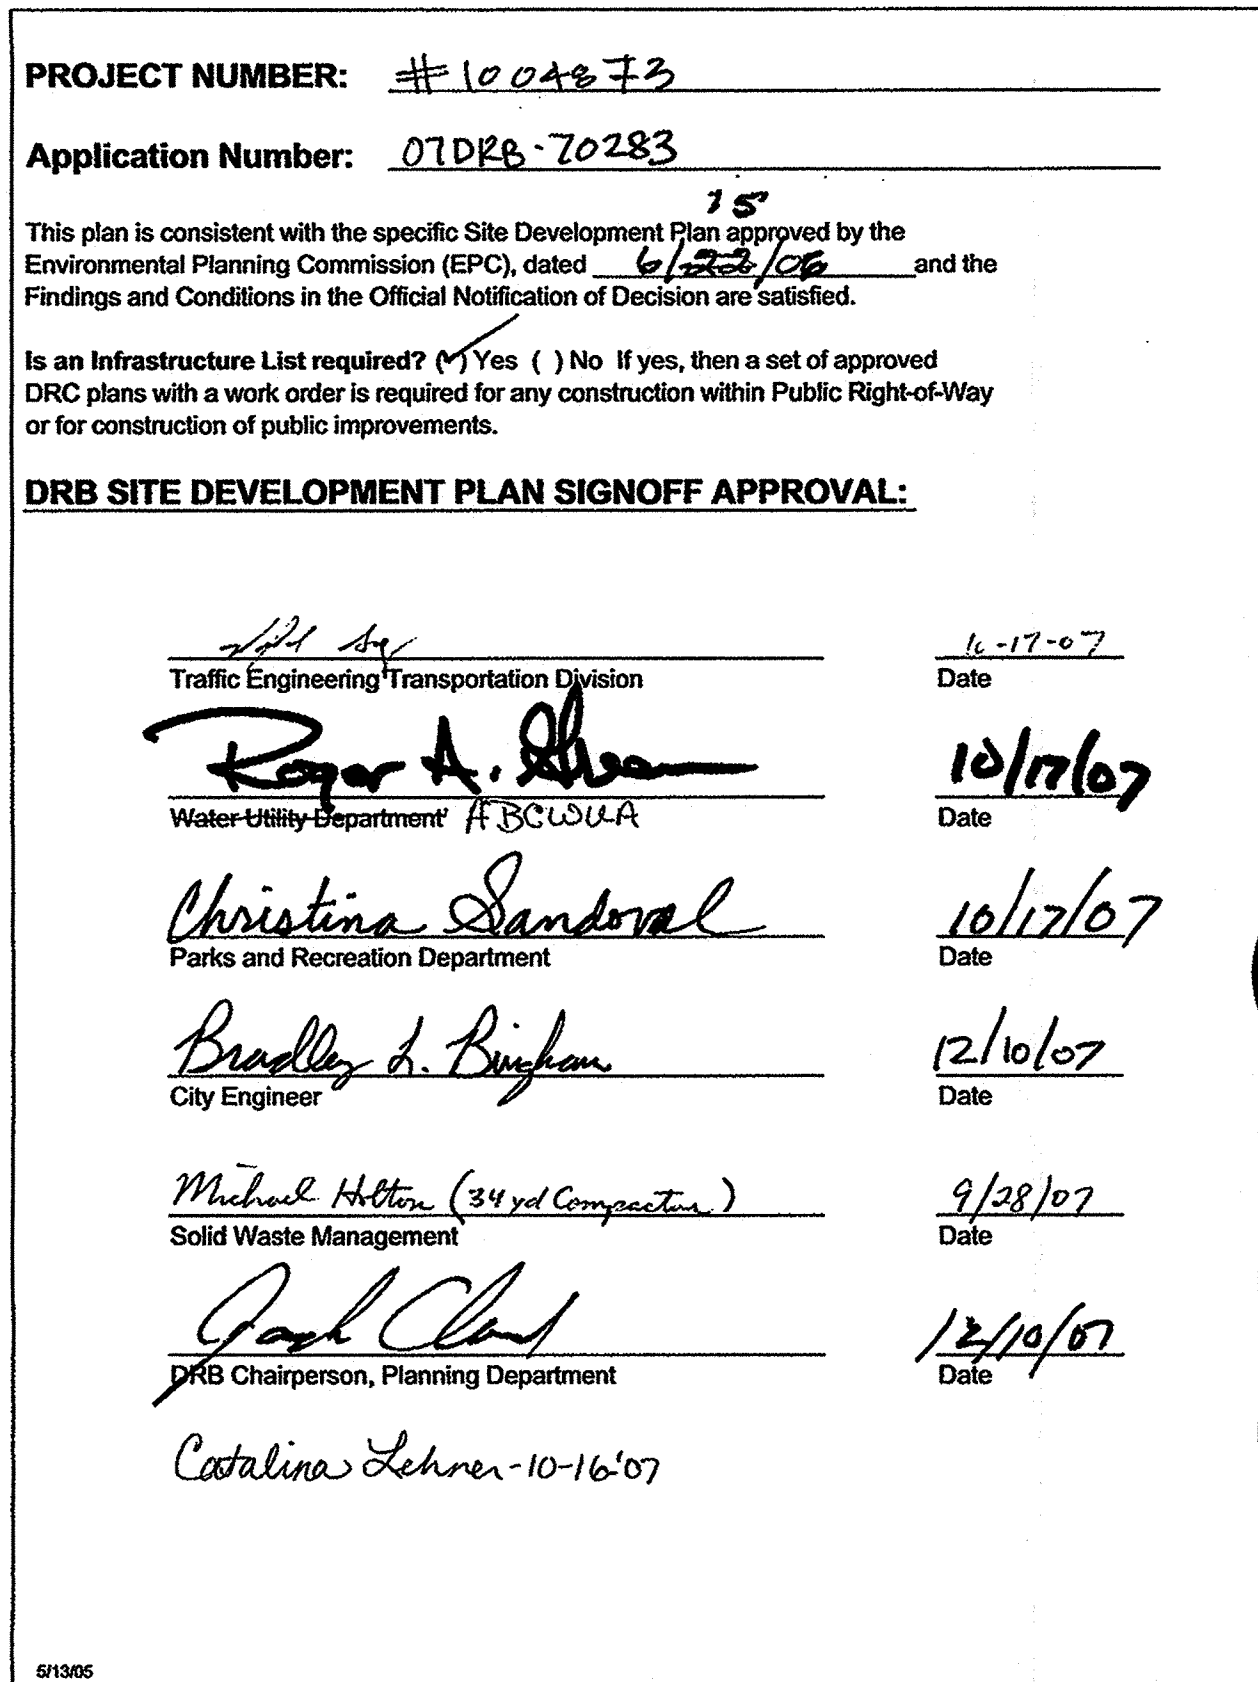 PROJECT NUMBER: #1004873
Application Number: 07DRB-70283
15
This plan is consistent with the specific Site Development Plan approved by the
Environmental Planning Commission (EPC), dated 6/22/06 and the
Findings and Conditions in the Official Notification of Decision are satisfied.
Is an Infrastructure List required? (✓) Yes ( ) No If yes, then a set of approved
DRC plans with a work order is required for any construction within Public Right-of-Way
or for construction of public improvements.
DRB SITE DEVELOPMENT PLAN SIGNOFF APPROVAL:
10-17-07
Traffic Engineering Transportation Division Date
Roger A. Green 10/17/07
Water Utility Department ABCWUA Date
Christina Sandoval 10/17/07
Parks and Recreation Department Date
Bradley L. Bingham 12/10/07
City Engineer Date
Michael Holton (34 yd Compactor) 9/28/07
Solid Waste Management Date
Jack Cloud 12/10/07
DRB Chairperson, Planning Department Date
Catalina Lehner-10-16-'07
5/13/05